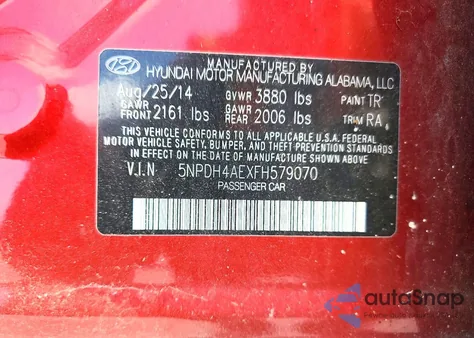 MANUFACTURED BY
HYUNDAI MOTOR MANUFACTURING ALABAMA, LLC
Aug/25/14 GVWR 3880 lbs PAINT TR
GAWR FRONT 2161 lbs GAWR REAR 2006 lbs TRIM RA
THIS VEHICLE CONFORMS TO ALL APPLICABLE U.S.A FEDERAL
MOTOR VEHICLE SAFETY, BUMPER, AND THEFT PREVENTION
STANDARDS IN EFFECT ON THE DATE OF MANUFACTURE
SHOWN ABOVE
V.I.N 5NPDH4AEXFH579070
PASSENGER CAR
autoSnap